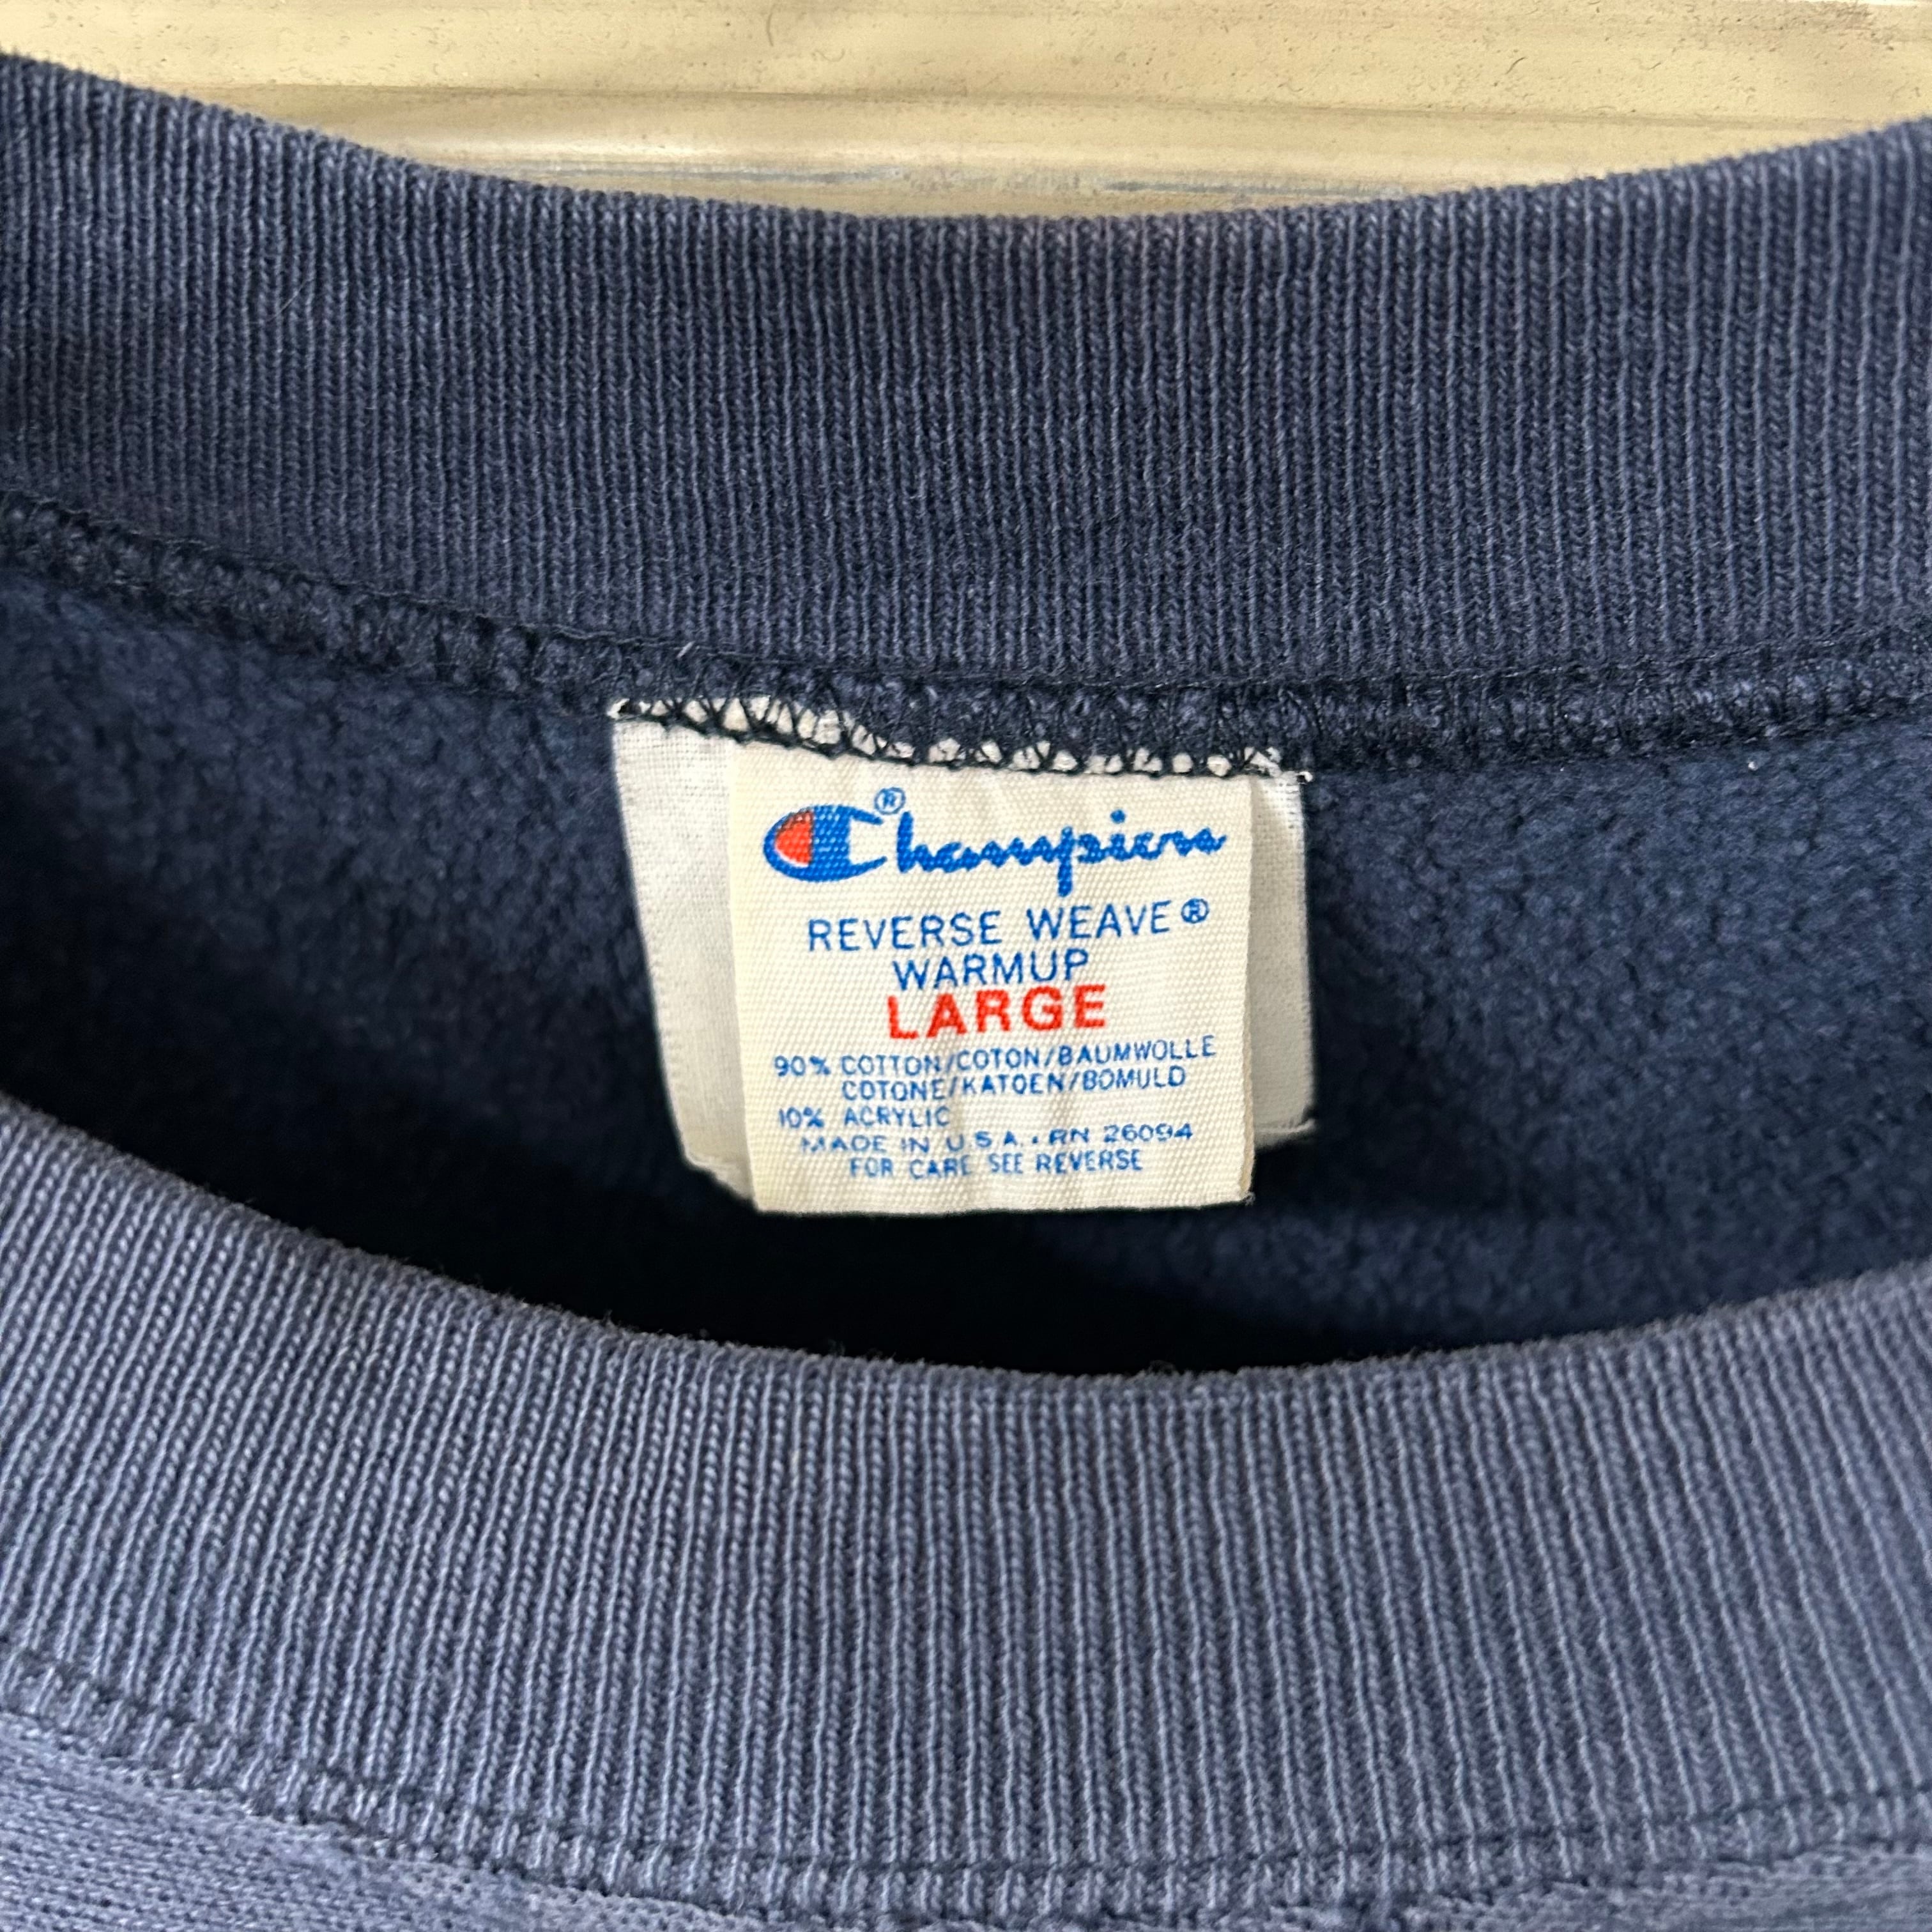 Champion®
REVERSE WEAVE®
WARMUP
LARGE
90% COTTON/COTON/BAUMWOLLE
COTONE/KATOEN/BOMULD
10% ACRYLIC
MADE IN U.S.A. • RN 26094
FOR CARE SEE REVERSE